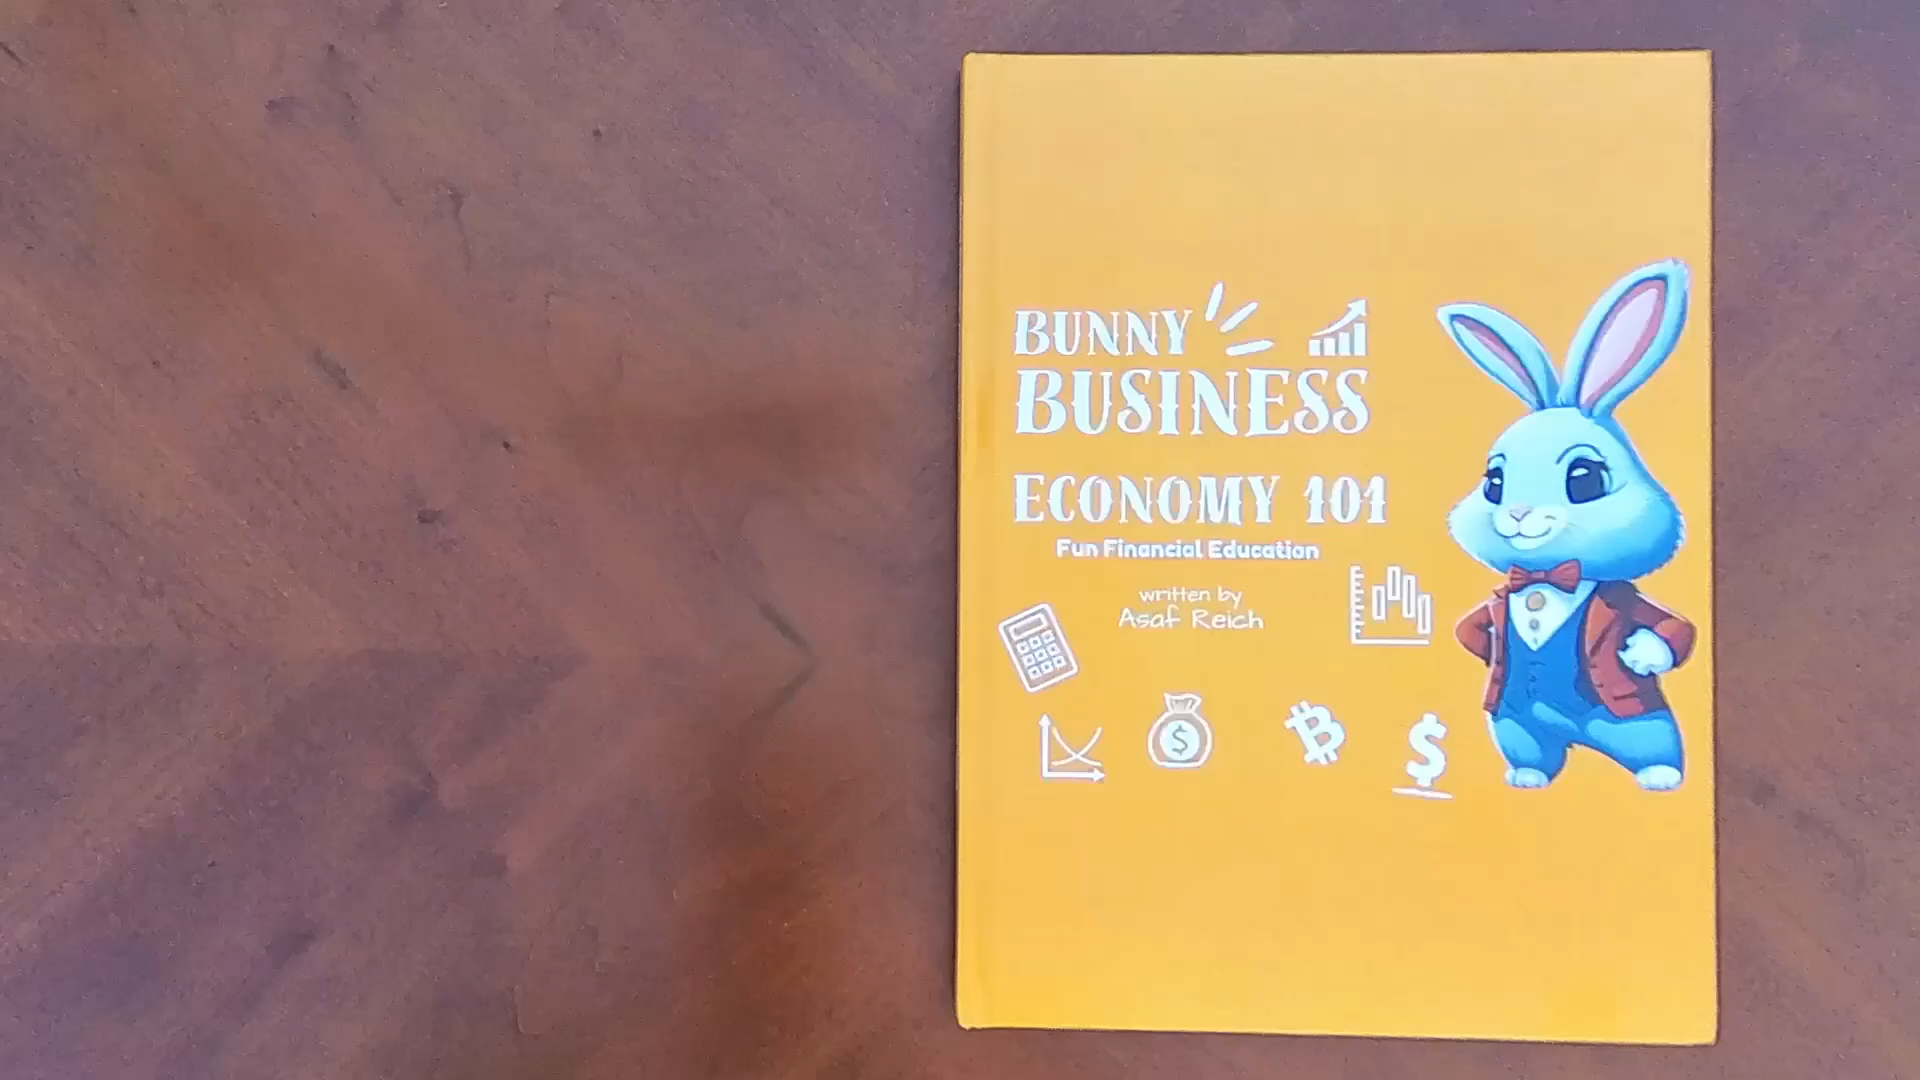 BUNNY
BUSINESS
ECONOMY 101
Fun Financial Education
written by
Asaf Reich